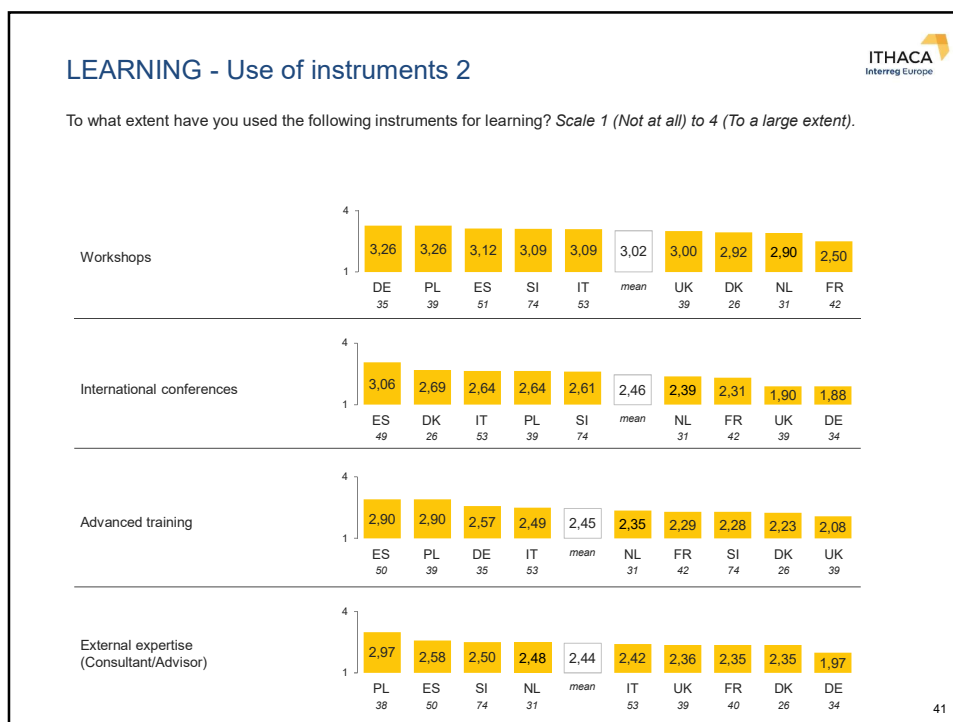 LEARNING - Use of instruments 2
ITHACA
Interreg Europe
To what extent have you used the following instruments for learning? Scale 1 (Not at all) to 4 (To a large extent).
Workshops
4
1
3,26 3,26 3,12 3,09 3,09 3,02 3,00 2,92 2,90 2,50
DE PL ES SI IT mean UK DK NL FR
35 39 51 74 53 39 26 31 42
International conferences
4
1
3,06 2,69 2,64 2,64 2,61 2,46 2,39 2,31 1,90 1,88
ES DK IT PL SI mean NL FR UK DE
49 26 53 39 74 31 42 39 34
Advanced training
4
1
2,90 2,90 2,57 2,49 2,45 2,35 2,29 2,28 2,23 2,08
ES PL DE IT mean NL FR SI DK UK
50 39 35 53 31 42 74 26 39
External expertise
(Consultant/Advisor)
4
1
2,97 2,58 2,50 2,48 2,44 2,42 2,36 2,35 2,35 1,97
PL ES SI NL mean IT UK FR DK DE
38 50 74 31 53 39 40 26 34
41